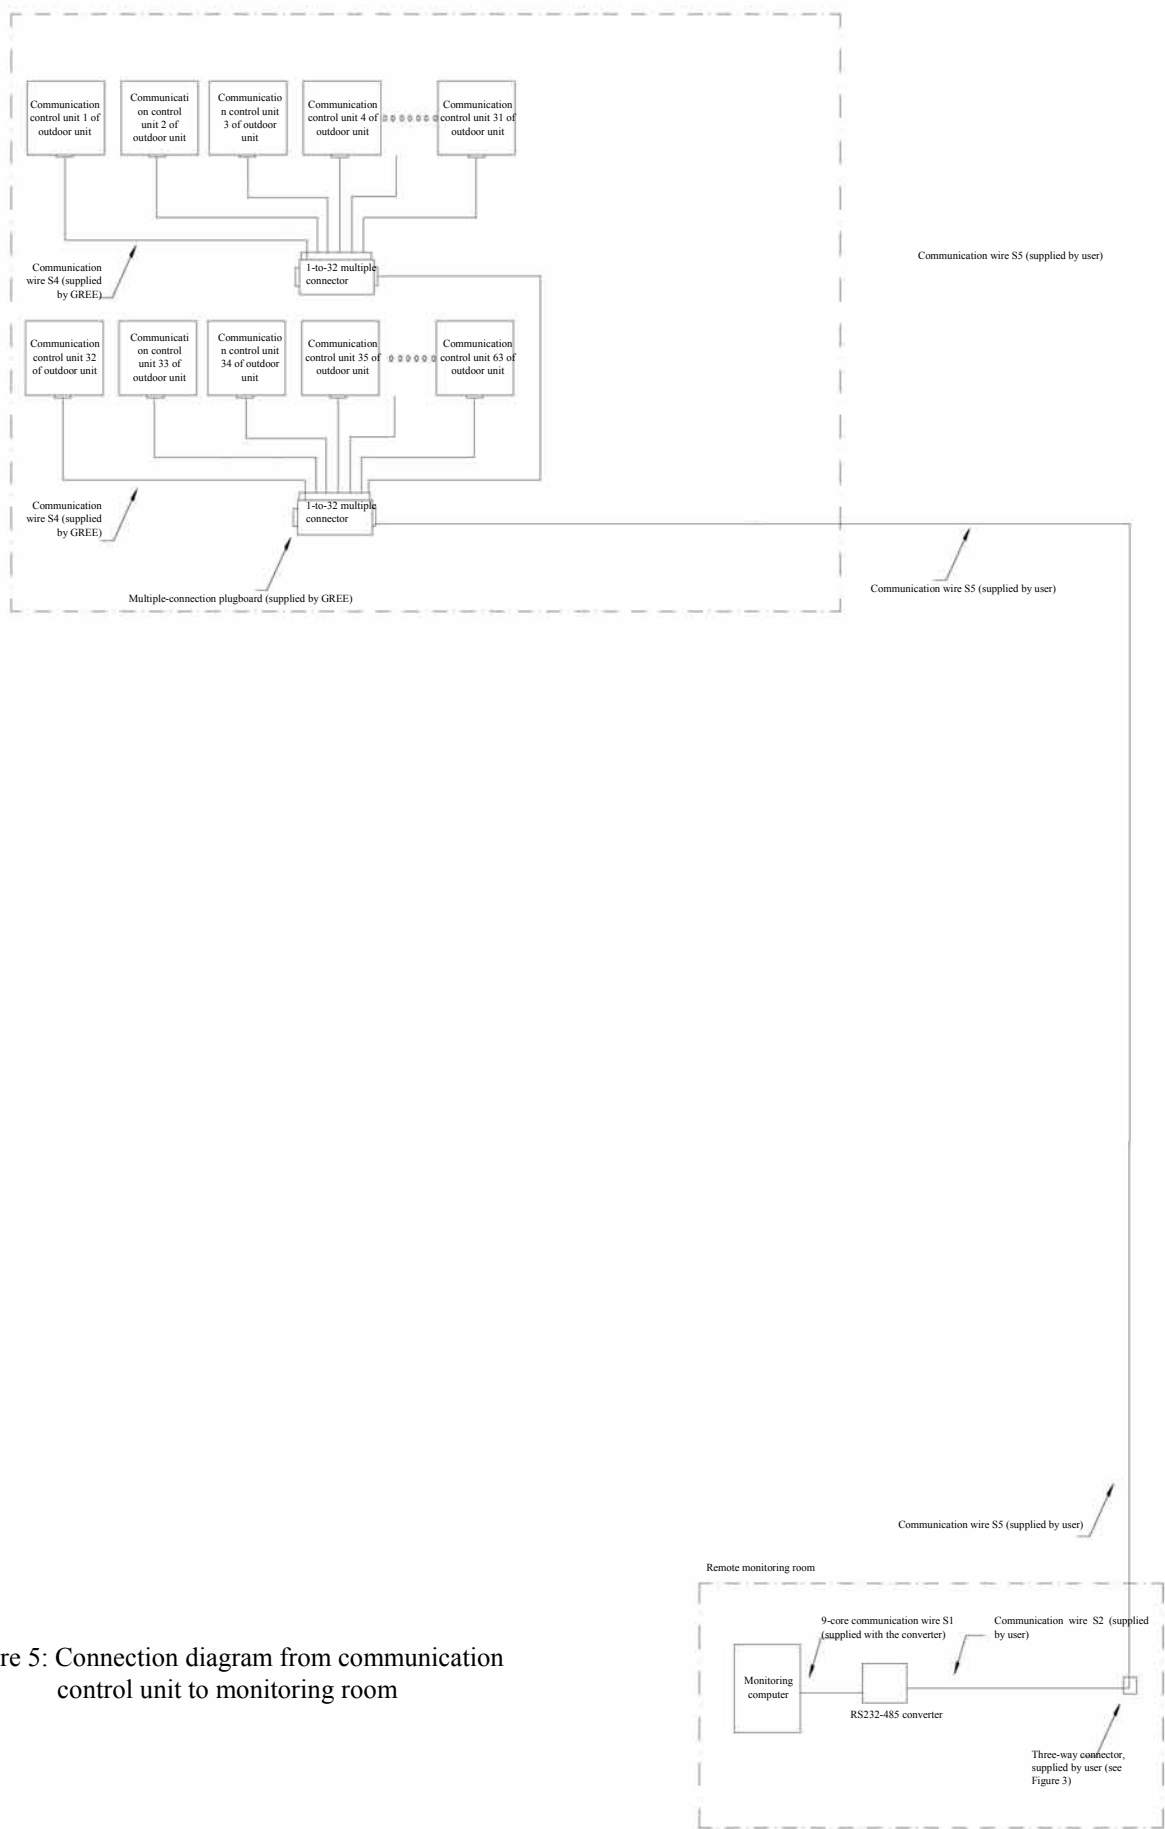 Communication
control unit 1 of
outdoor unit
Communicati
on control
unit 2 of
outdoor unit
Communicatio
n control unit
3 of outdoor
unit
Communication
control unit 4 of
outdoor unit
Communication
control unit 31 of
outdoor unit
Communication
wire S4 (supplied
by GREE)
1-to-32 multiple
connector
Communication wire S5 (supplied by user)
Communication
control unit 32
of outdoor unit
Communicati
on control
unit 33 of
outdoor unit
Communicatio
n control unit
34 of outdoor
unit
Communication
control unit 35 of
outdoor unit
Communication
control unit 63 of
outdoor unit
Communication
wire S4 (supplied
by GREE)
1-to-32 multiple
connector
Multiple-connection plugboard (supplied by GREE)
Communication wire S5 (supplied by user)
Communication wire S5 (supplied by user)
Remote monitoring room
9-core communication wire S1
(supplied with the converter)
Communication wire S2 (supplied
by user)
Monitoring
computer
RS232-485 converter
Three-way connector,
supplied by user (see
Figure 3)
re 5: Connection diagram from communication
control unit to monitoring room